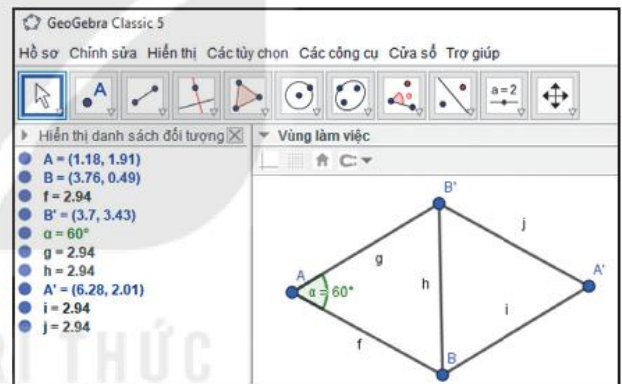 GeoGebra Classic 5
Hồ sơ Chỉnh sửa Hiển thị Các tùy chọn Các công cụ Cửa sổ Trợ giúp
A
a = 2
Hiển thị danh sách đối tượng
Vùng làm việc
A = (1.18, 1.91)
B = (3.76, 0.49)
f = 2.94
B' = (3.7, 3.43)
α = 60°
g = 2.94
h = 2.94
A' = (6.28, 2.01)
i = 2.94
j = 2.94
B'
j
g
A'
A
h
α = 60°
i
f
B
RI THỨC